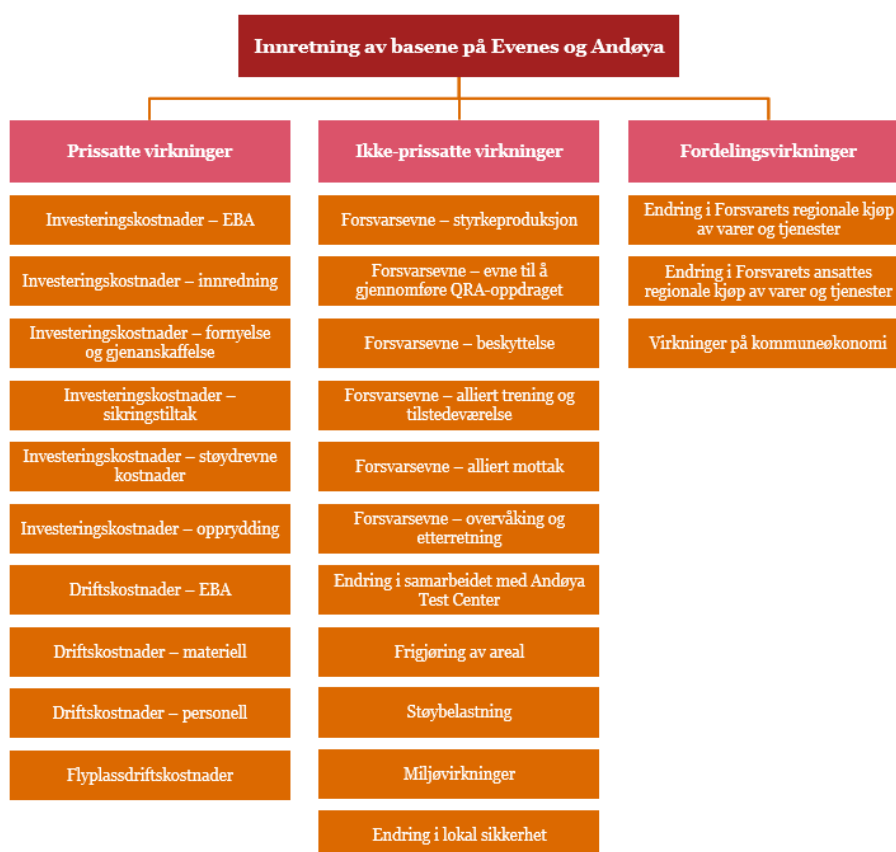 Innretning av basene på Evenes og Andøya
Prissatte virkninger
Investeringskostnader – EBA
Investeringskostnader – innredning
Investeringskostnader – fornyelse
og gjenanskaffelse
Investeringskostnader –
sikringstiltak
Investeringskostnader – støydrevne
kostnader
Investeringskostnader – opprydding
Driftskostnader – EBA
Driftskostnader – materiell
Driftskostnader – personell
Flyplassdriftskostnader
Ikke-prissatte virkninger
Forsvarsevne – styrkeproduksjon
Forsvarsevne – evne til å
gjennomføre QRA-oppdraget
Forsvarsevne – beskyttelse
Forsvarsevne – alliert trening og
tilstedeværelse
Forsvarsevne – alliert mottak
Forsvarsevne – overvåking og
etterretning
Endring i samarbeidet med Andøya
Test Center
Frigjøring av areal
Støybelastning
Miljøvirkninger
Endring i lokal sikkerhet
Fordelingsvirkninger
Endring i Forsvarets regionale kjøp
av varer og tjenester
Endring i Forsvarets ansattes
regionale kjøp av varer og tjenester
Virkninger på kommuneøkonomi